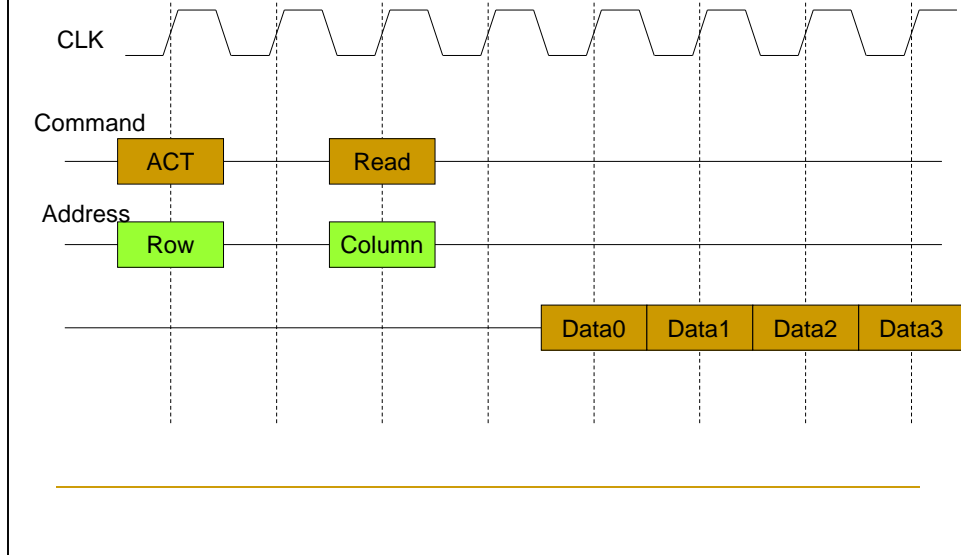 CLK
Command
ACT Read
Address
Row Column
Data0 Data1 Data2 Data3